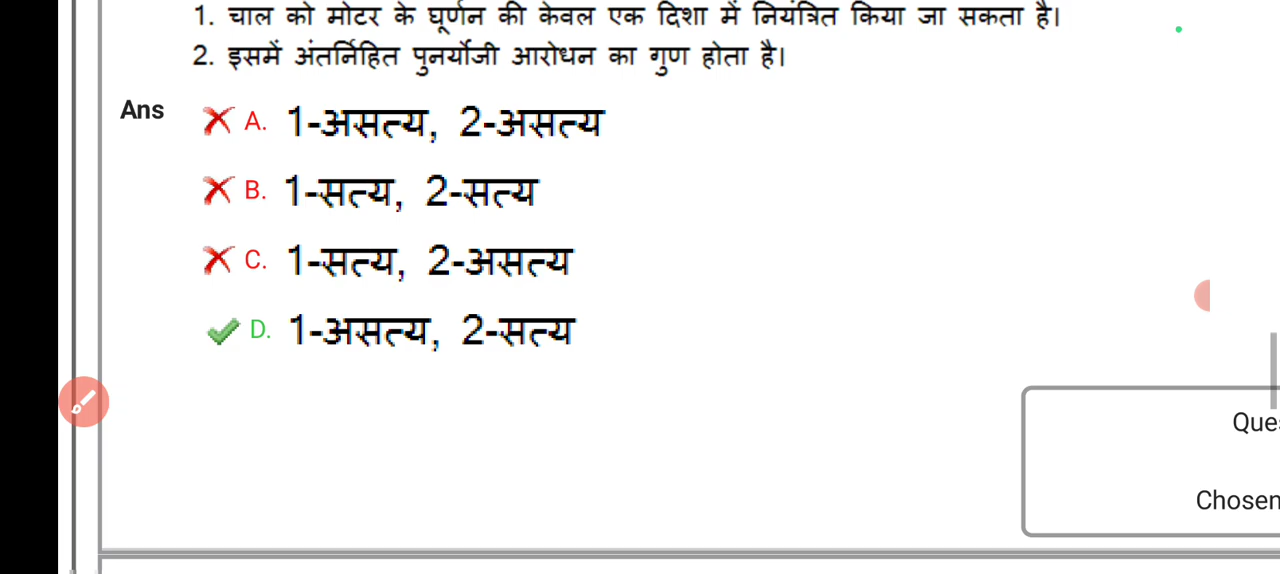 1. चाल को मोटर के घूर्णन की केवल एक दिशा में नियंत्रित किया जा सकता है।
2. इसमें अंतर्निहित पुनर्योजी आरोधन का गुण होता है।
Ans
A. 1-असत्य, 2-असत्य
B. 1-सत्य, 2-सत्य
C. 1-सत्य, 2-असत्य
D. 1-असत्य, 2-सत्य
Que
Chosen